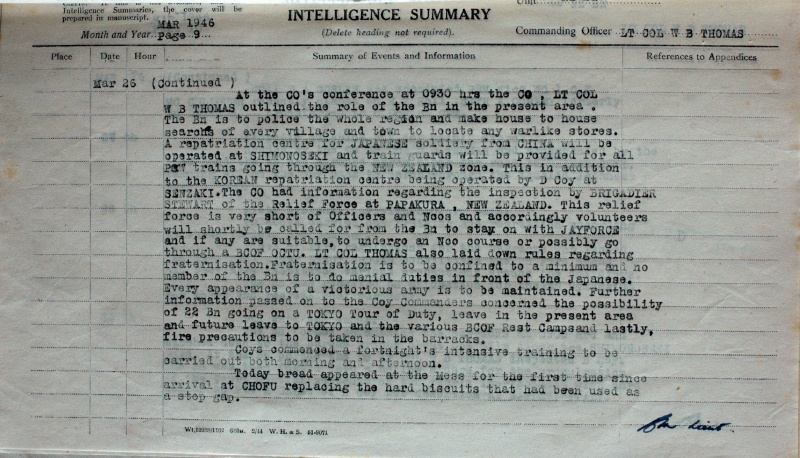 Intelligence Summaries, the cover will be
prepared in manuscript.
Month and Year MAR 1946
page 9
INTELLIGENCE SUMMARY
(Delete heading not required).
Unit
Commanding Officer LT COL W B THOMAS
Place Date Hour Summary of Events and Information References to Appendices
Mar 26 (Continued )
At the CO's conference at 0930 hrs the CO , LT COL
W B THOMAS outlined the role of the Bn in the present area .
The Bn is to police the whole region and make house to house
searchs of every village and town to locate any warlike stores.
A repatriation centre for JAPANESE soldiery from CHINA will be
operated at SHIMONOSEKI and train guards will be provided for all
PsW trains going through the NEW ZEALAND zone. This in addition
to the KOREAN repatriation centre being operated by D Coy at
SENZAKI.The CO had information regarding the inspection by BRIGADIER
STEWART of the Relief Force at PAPAKURA , NEW ZEALAND. This relief
force is very short of Officers and Ncos and accordingly volunteers
will shortly be called for from the Bn to stay on with JAYFORCE
and if any are suitable,to undergo an Nco course or possibly go
through a BCOF OCTU. LT COL THOMAS also laid down rules regarding
fraternisation.Fraternisation is to be confined to a minimum and no
member of the Bn is to do menial duties in front of the Japanese.
Every appearance of a victorious army is to be maintained. Further
information passed on to the Coy Commanders concerned the possibility
of 22 Bn going on a TOKYO Tour of Duty, leave in the present area
and future leave to TOKYO and the various BCOF Rest Campsand lastly,
fire precautions to be taken in the barracks.
Coys commenced a fortnight's intensive training to be
carried out both morning and afternoon.
Today bread appeared at the Mess for the first time since
arrival at CHOFU replacing the hard biscuits that had been used as
a stop gap.
2/44 W. H. & S. 51-9071